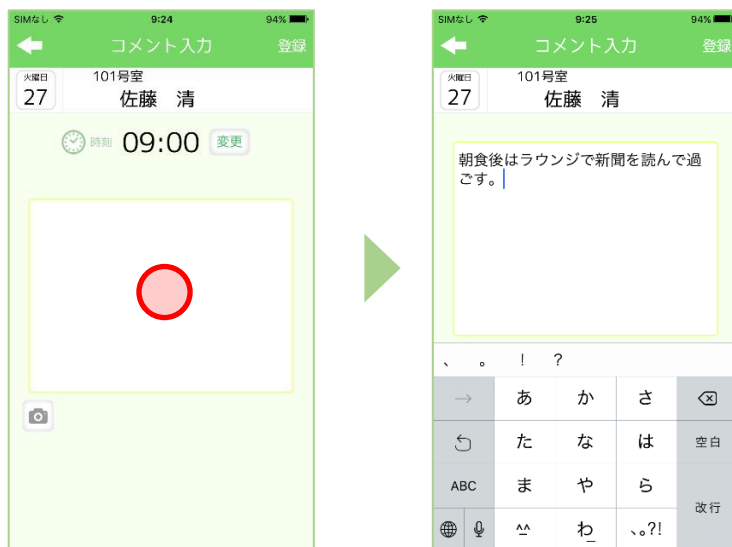 SIMなし 9:24 94%
コメント入力 登録
火曜日 27 101号室
佐藤 清
時刻 09:00 変更
SIMなし 9:25 94%
コメント入力 登録
火曜日 27 101号室
佐藤 清
朝食後はラウンジで新聞を読んで過
ごす。
、 。 ! ?
→ あ か さ
た な は 空白
ABC ま や ら 改行
^^ わ 、。?!